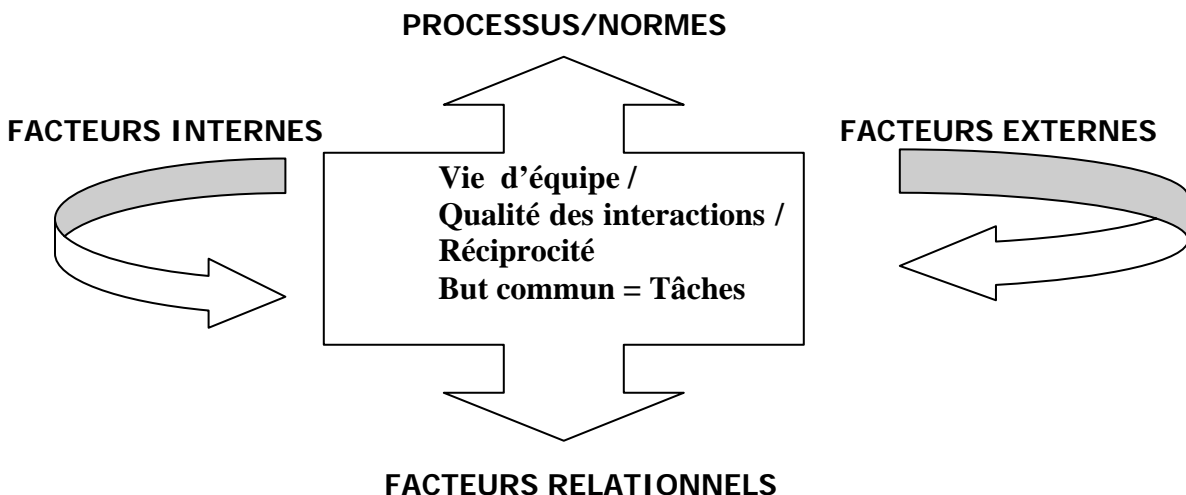 PROCESSUS/NORMES
FACTEURS INTERNES
FACTEURS EXTERNES
Vie d’équipe /
Qualité des interactions /
Réciprocité
But commun = Tâches
FACTEURS RELATIONNELS